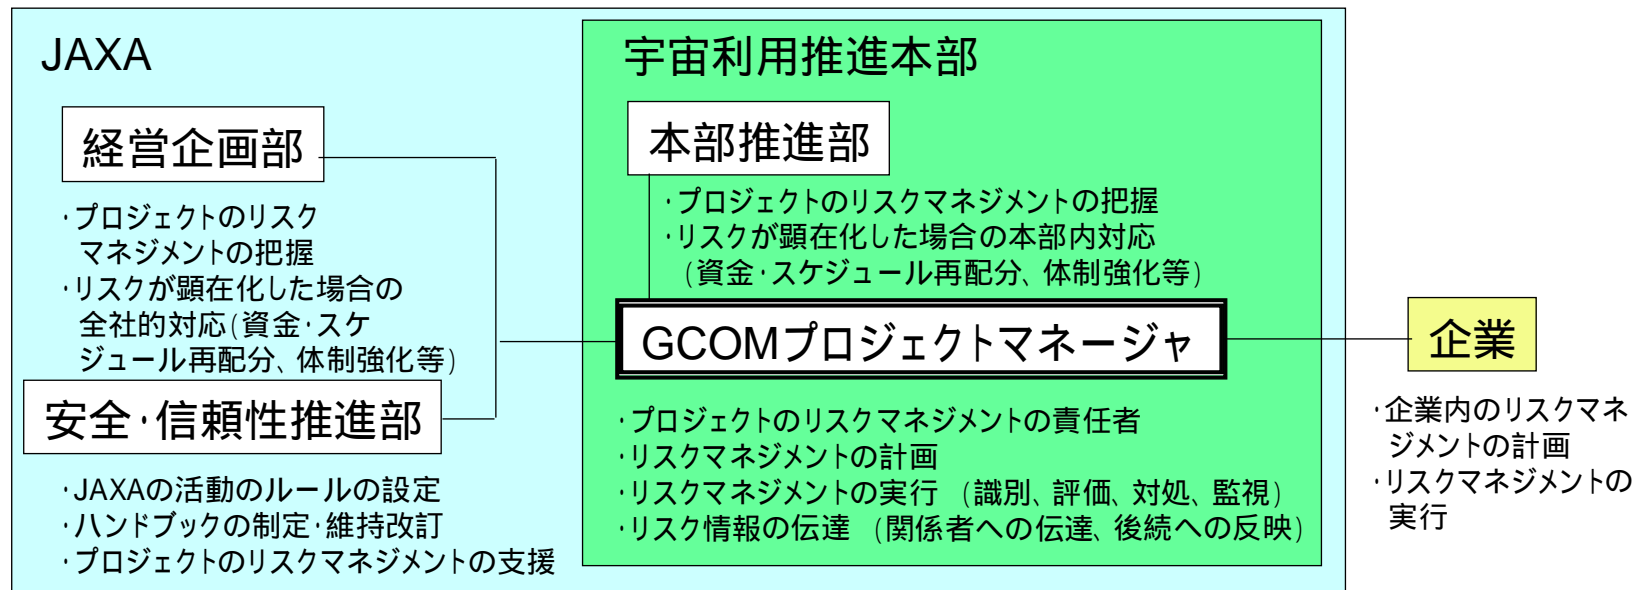 JAXA
経営企画部
・プロジェクトのリスク
マネジメントの把握
・リスクが顕在化した場合の
全社的対応(資金・スケ
ジュール再配分、体制強化等)
安全・信頼性推進部
・JAXAの活動のルールの設定
・ハンドブックの制定・維持改訂
・プロジェクトのリスクマネジメントの支援
宇宙利用推進本部
本部推進部
・プロジェクトのリスクマネジメントの把握
・リスクが顕在化した場合の本部内対応
(資金・スケジュール再配分、体制強化等)
GCOMプロジェクトマネージャ
・プロジェクトのリスクマネジメントの責任者
・リスクマネジメントの計画
・リスクマネジメントの実行 (識別、評価、対処、監視)
・リスク情報の伝達 (関係者への伝達、後続への反映)
企業
・企業内のリスクマネ
ジメントの計画
・リスクマネジメントの
実行